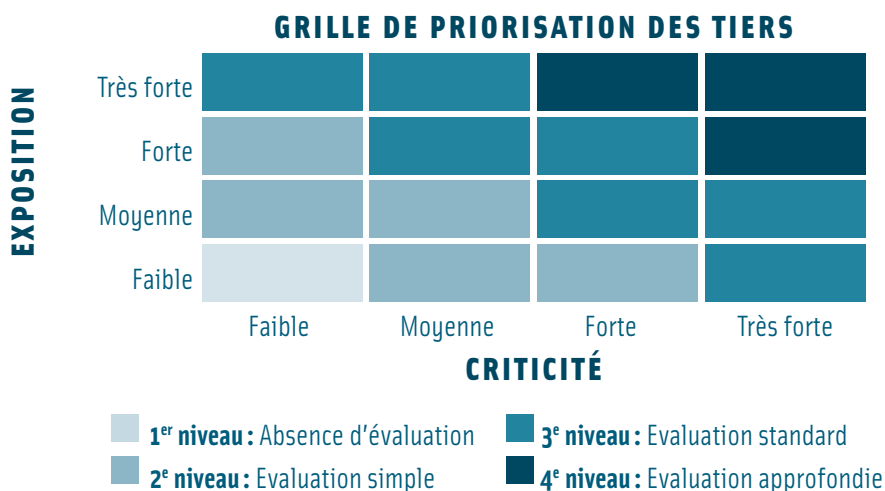 GRILLE DE PRIORISATION DES TIERS
EXPOSITION
Très forte
Forte
Moyenne
Faible
Faible Moyenne Forte Très forte
CRITICITÉ
1er niveau : Absence d'évaluation
3e niveau : Evaluation standard
2e niveau : Evaluation simple
4e niveau : Evaluation approfondie